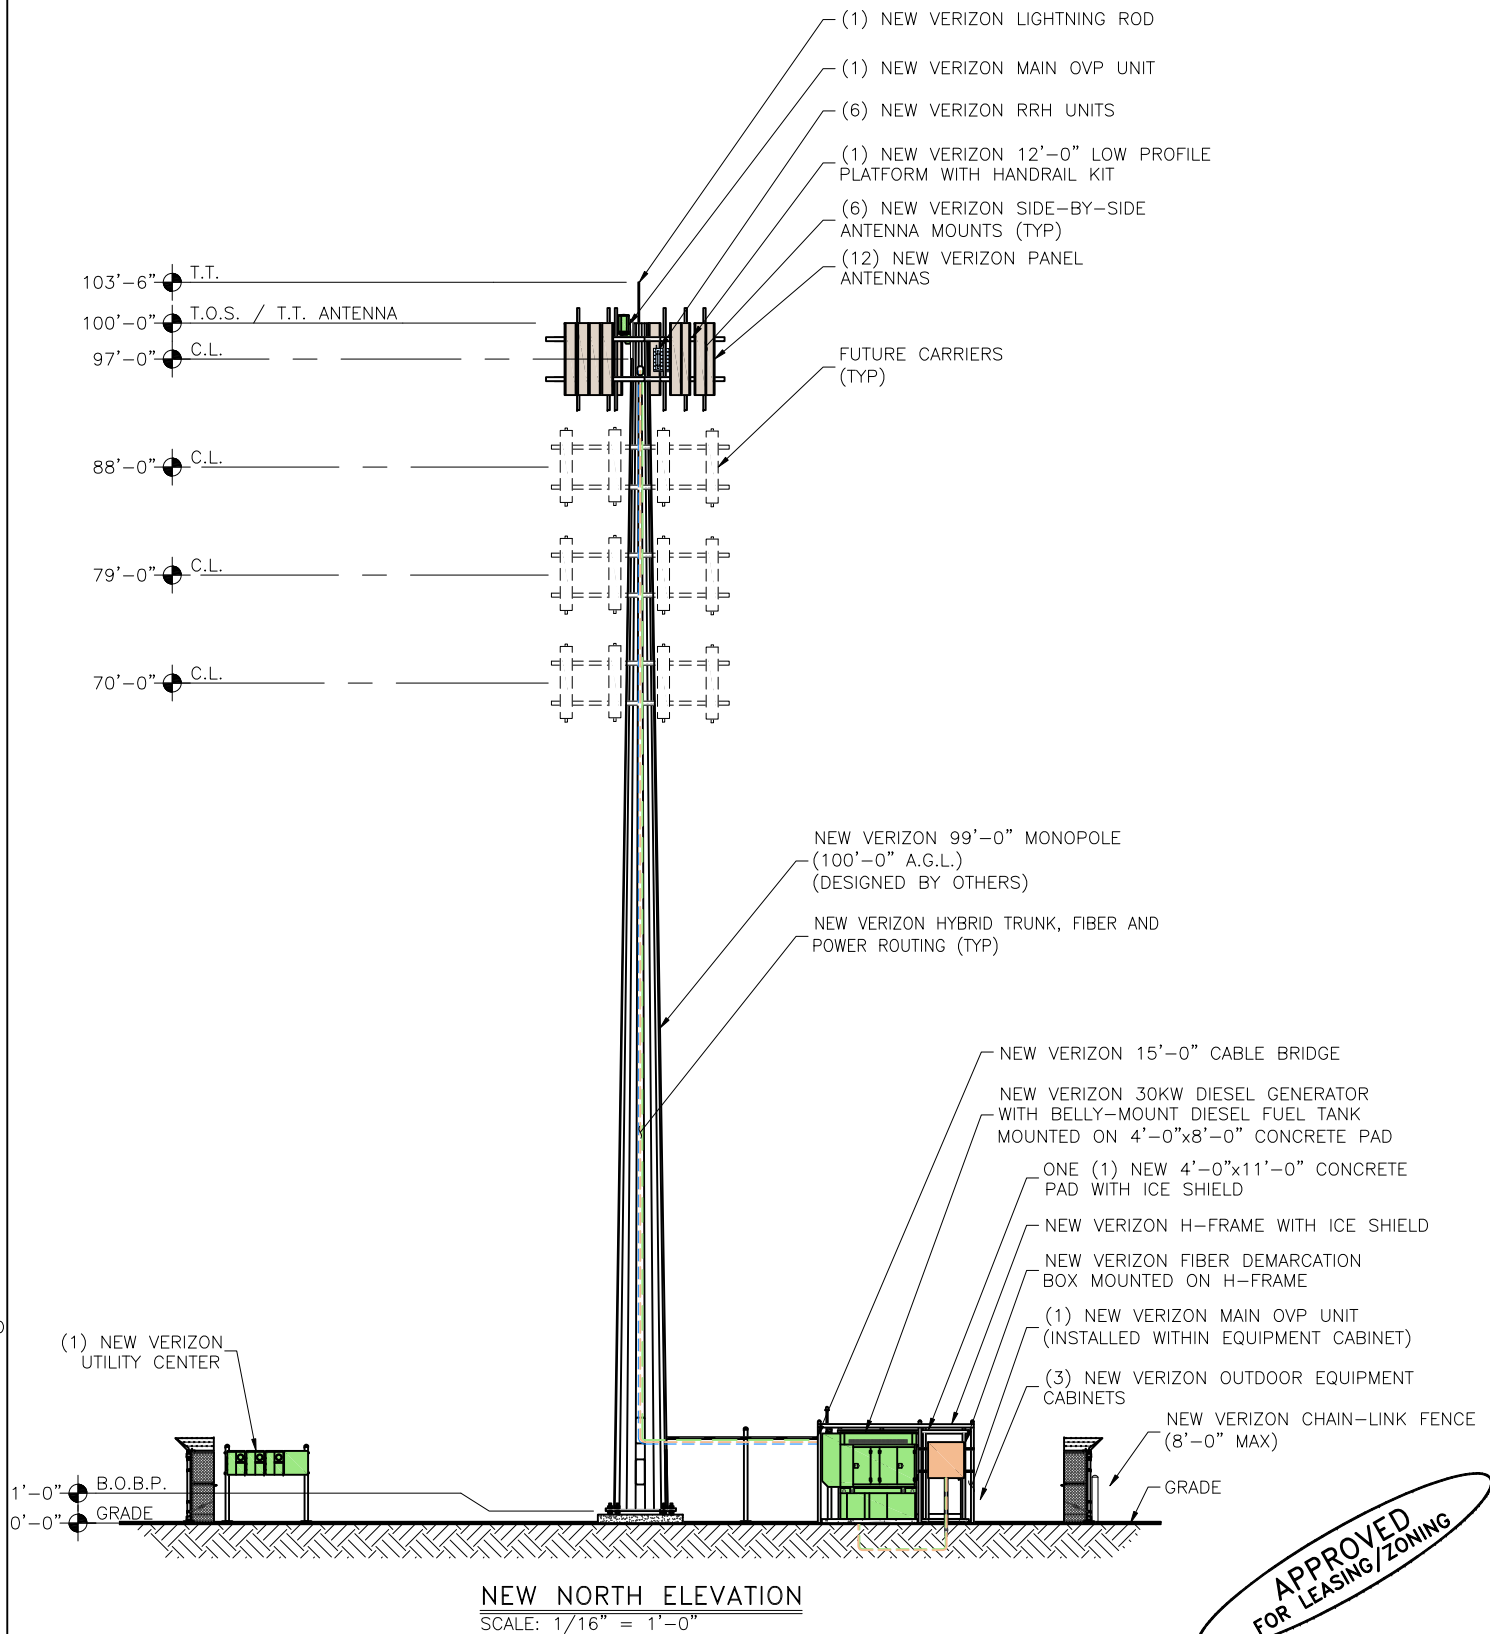 (1) NEW VERIZON LIGHTNING ROD
(1) NEW VERIZON MAIN OVP UNIT
(6) NEW VERIZON RRH UNITS
(1) NEW VERIZON 12'-0" LOW PROFILE
PLATFORM WITH HANDRAIL KIT
(6) NEW VERIZON SIDE-BY-SIDE
ANTENNA MOUNTS (TYP)
(12) NEW VERIZON PANEL
ANTENNAS
103'-6" T.T.
100'-0" T.O.S. / T.T. ANTENNA
97'-0" C.L.
FUTURE CARRIERS
(TYP)
88'-0" C.L.
79'-0" C.L.
70'-0" C.L.
NEW VERIZON 99'-0" MONOPOLE
(100'-0" A.G.L.)
(DESIGNED BY OTHERS)
NEW VERIZON HYBRID TRUNK, FIBER AND
POWER ROUTING (TYP)
NEW VERIZON 15'-0" CABLE BRIDGE
NEW VERIZON 30KW DIESEL GENERATOR
WITH BELLY-MOUNT DIESEL FUEL TANK
MOUNTED ON 4'-0"x8'-0" CONCRETE PAD
ONE (1) NEW 4'-0"x11'-0" CONCRETE
PAD WITH ICE SHIELD
NEW VERIZON H-FRAME WITH ICE SHIELD
NEW VERIZON FIBER DEMARCATION
BOX MOUNTED ON H-FRAME
(1) NEW VERIZON MAIN OVP UNIT
(INSTALLED WITHIN EQUIPMENT CABINET)
(3) NEW VERIZON OUTDOOR EQUIPMENT
CABINETS
NEW VERIZON CHAIN-LINK FENCE
(8'-0" MAX)
GRADE
(1) NEW VERIZON
UTILITY CENTER
1'-0" B.O.B.P.
0'-0" GRADE
NEW NORTH ELEVATION
SCALE: 1/16" = 1'-0"
APPROVED
FOR LEASING/ZONING